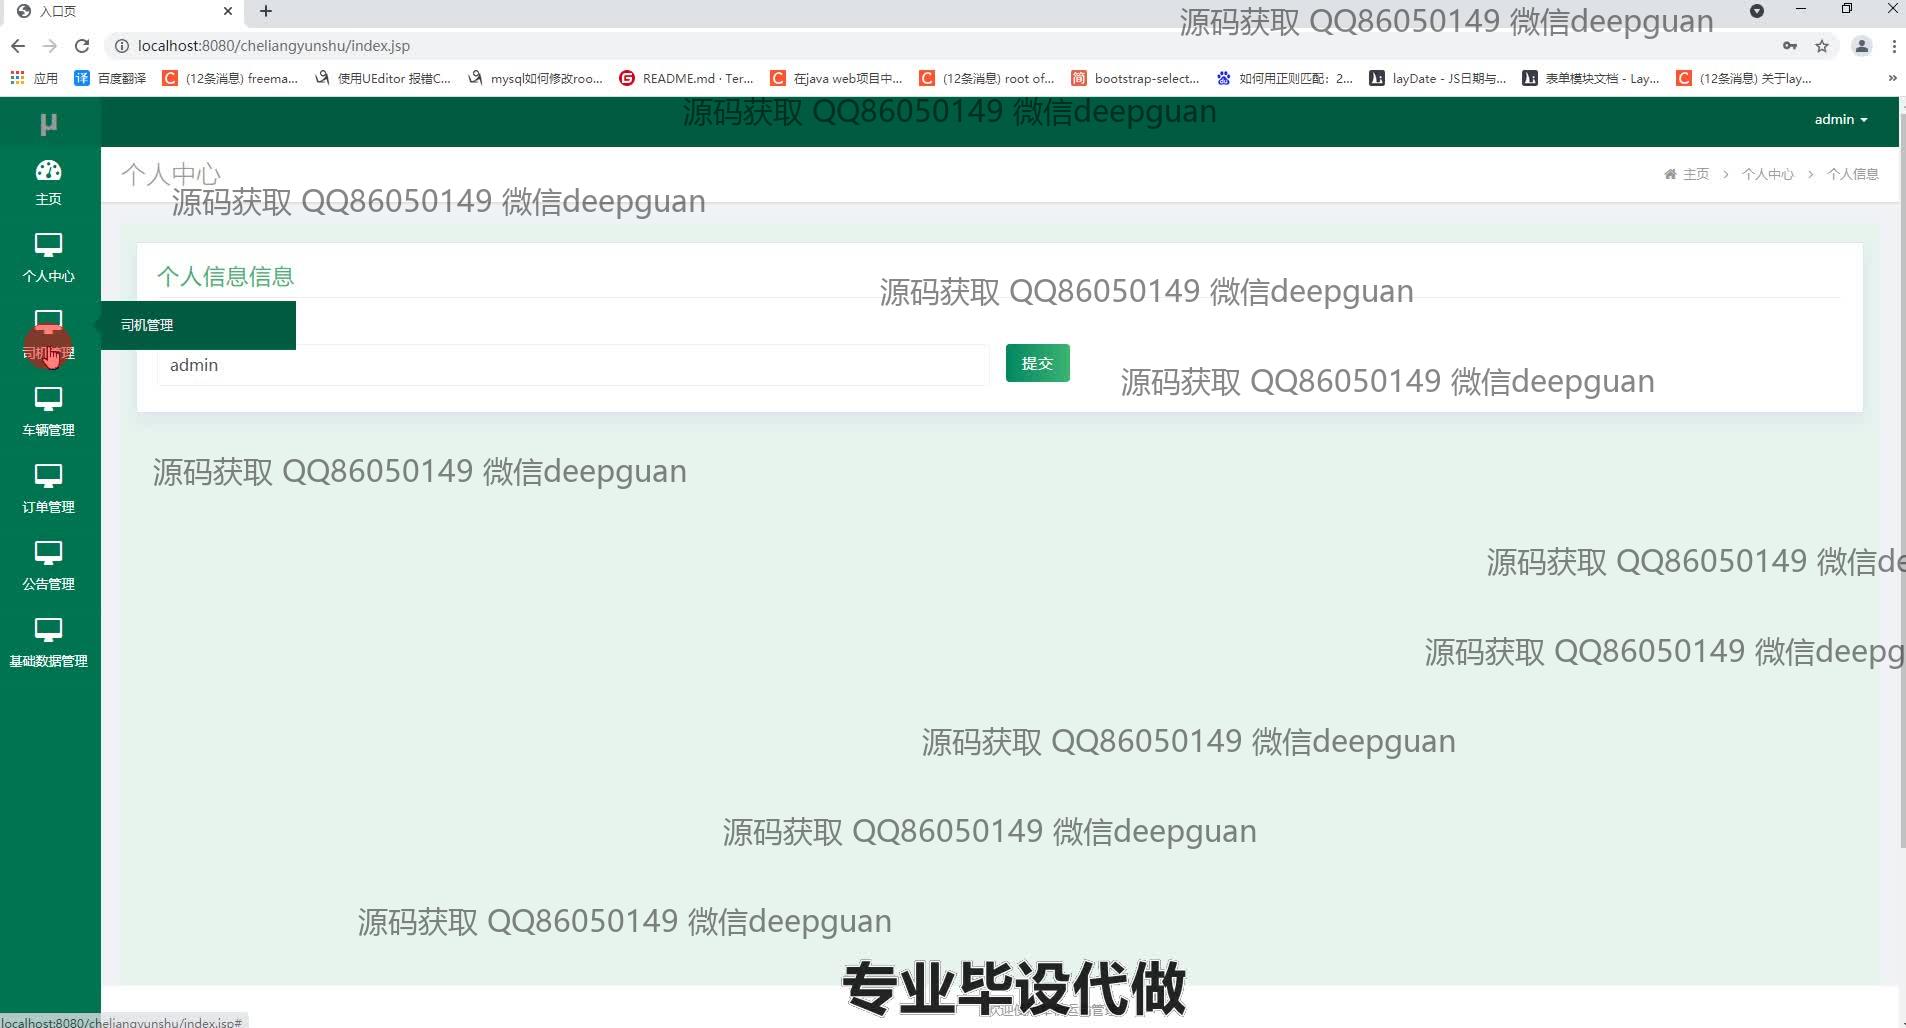 入口页
源码获取 QQ86050149 微信deepguan
localhost:8080/cheliangyunshu/index.jsp
应用
百度翻译
(12条消息) freema...
使用UEditor 报错C...
mysql如何修改roo...
README.md · Ter...
在java web项目中...
(12条消息) root of...
bootstrap-select...
如何用正则匹配：2...
layDate - JS日期与...
表单模块文档 - Lay...
(12条消息) 关于lay...
源码获取 QQ86050149 微信deepguan
μ
admin
主页
个人中心
主页 > 个人中心 > 个人信息
源码获取 QQ86050149 微信deepguan
个人中心
个人信息信息
源码获取 QQ86050149 微信deepguan
司机管理
司机管理
admin
提交
源码获取 QQ86050149 微信deepguan
车辆管理
源码获取 QQ86050149 微信deepguan
订单管理
源码获取 QQ86050149 微信de
公告管理
源码获取 QQ86050149 微信deepg
基础数据管理
源码获取 QQ86050149 微信deepguan
源码获取 QQ86050149 微信deepguan
源码获取 QQ86050149 微信deepguan
专业毕设代做
localhost:8080/cheliangyunshu/index.jsp#